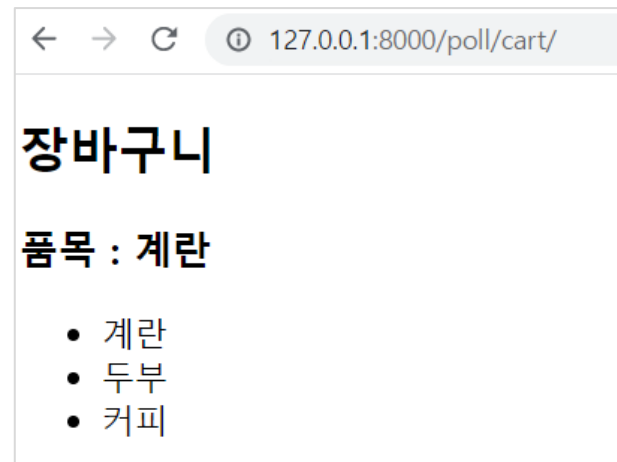 127.0.0.1:8000/poll/cart/
장바구니
품목 : 계란
계란
두부
커피